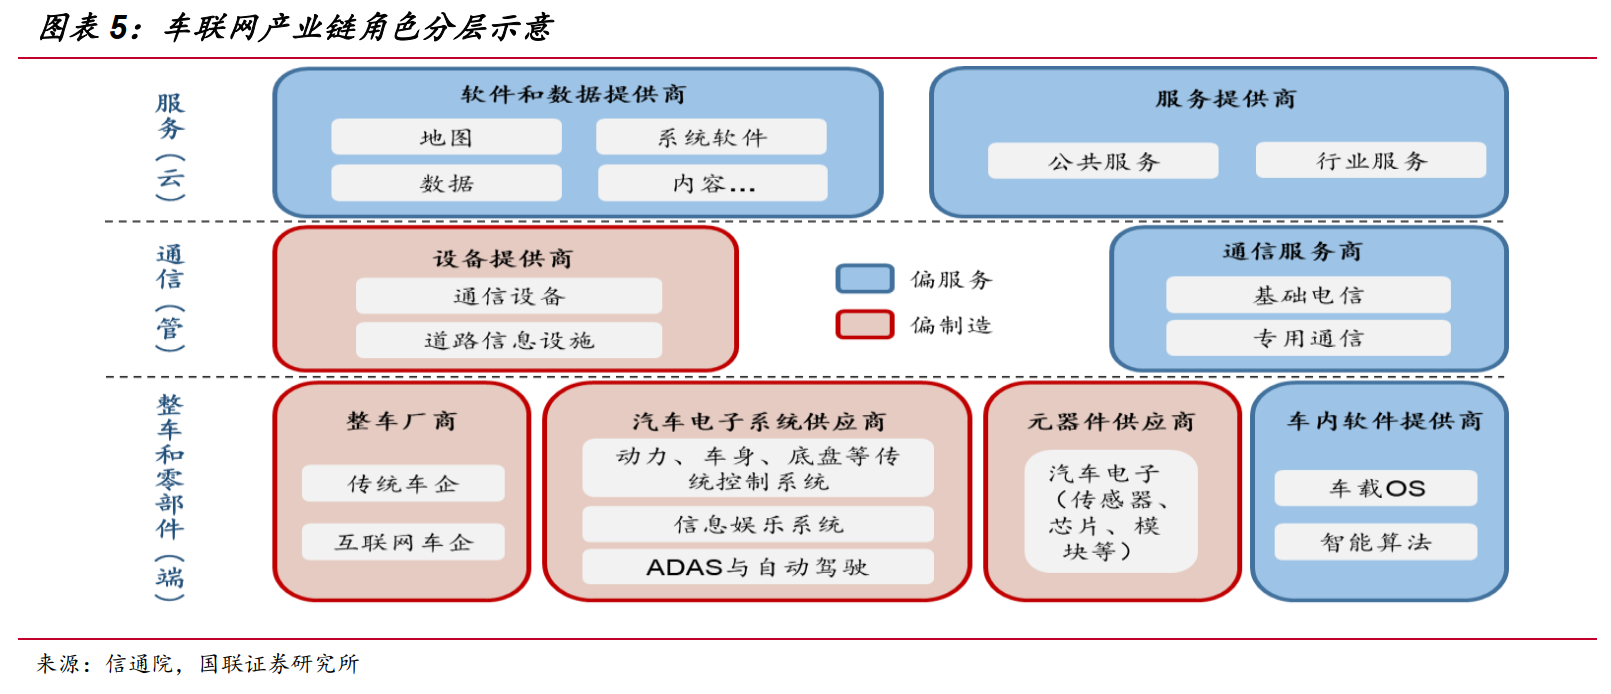 图表 5：车联网产业链角色分层示意
服务（云）
软件和数据提供商
地图
系统软件
数据
内容...
服务提供商
公共服务
行业服务
通信（管）
设备提供商
通信设备
道路信息设施
偏服务
偏制造
通信服务商
基础电信
专用通信
整车和零部件（端）
整车厂商
传统车企
互联网车企
汽车电子系统供应商
动力、车身、底盘等传
统控制系统
信息娱乐系统
ADAS与自动驾驶
元器件供应商
汽车电子
（传感器、
芯片、模
块等）
车内软件提供商
车载OS
智能算法
来源：信通院，国联证券研究所